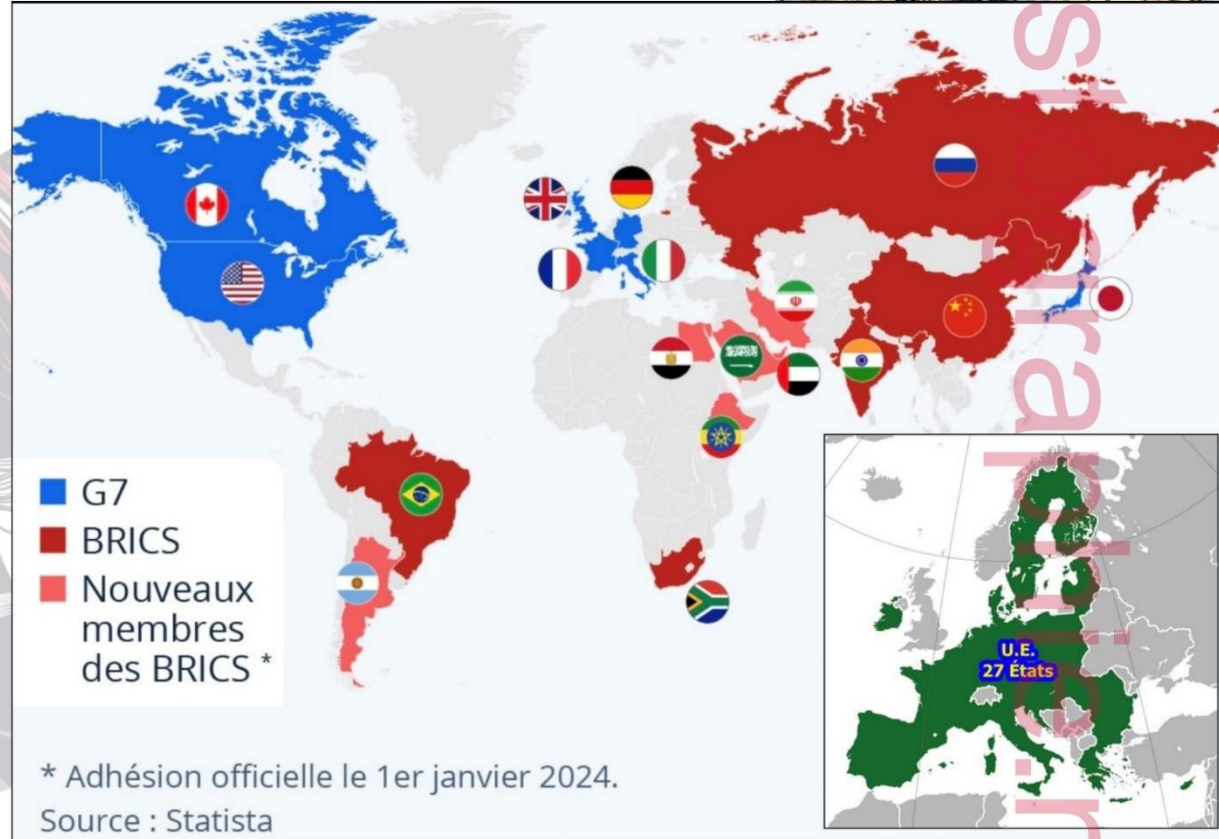 G7
BRICS
Nouveaux
membres
des BRICS *
* Adhésion officielle le 1er janvier 2024.
Source : Statista
U.E.
27 États